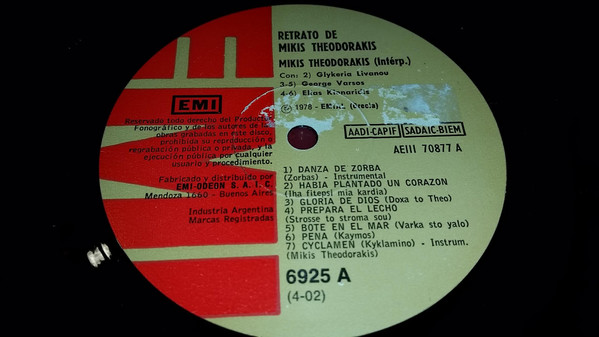 RETRATO DE
MIKIS THEODORAKIS
MIKIS THEODORAKIS (Intérp.)
Con: 2) Glykeria Livanou
3-5) George Varsos
4-6) Elias Klonaridis
EMI
℗ 1978 - (Grecia)
AADI-CAPIF SADAIC-BIEM
AEIII 70877 A
Reservado todo derecho del Productor
Fonográfico y de los autores de las
obras grabadas en este disco,
prohibida su reproducción o
reprobación pública o privada, y la
ejecución pública por cualquier
usuario y procedimiento.
Fabricado y distribuido por
EMI-ODEON S. A. I. C.
Mendoza 1660 - Buenos Aires
Industria Argentina
Marcas Registradas
1) DANZA DE ZORBA
(Zorbas) - Instrumental
2) HABIA PLANTADO UN CORAZON
(Iha fitepsi mia kardia)
3) GLORIA DE DIOS (Doxa to Theo)
4) PREPARA EL LECHO
(Strosse to stroma sou)
5) BOTE EN EL MAR (Varka sto yalo)
6) PENA (Kaymos)
7) CYCLAMEN (Kyklamino) - Instrum.
(Mikis Theodorakis)
6925 A
(4-02)